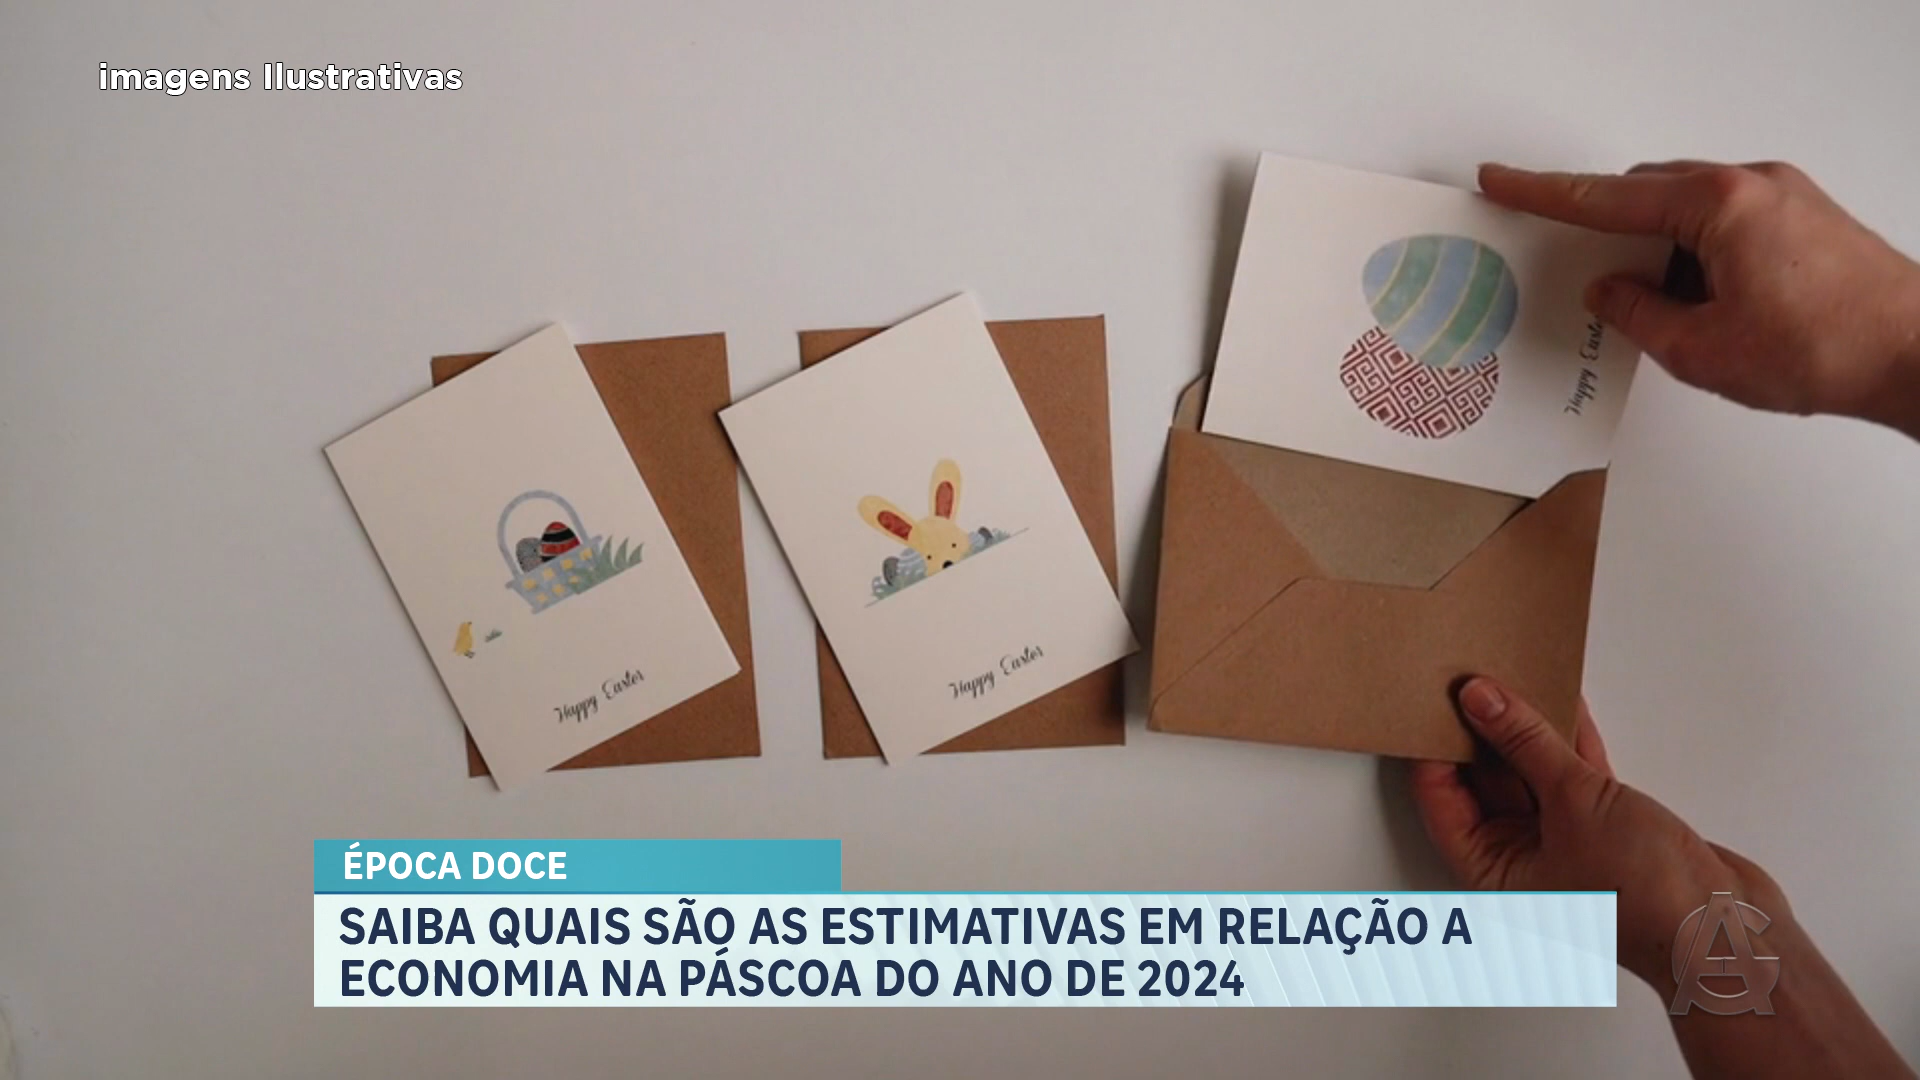 imagens Ilustrativas
Happy Easter
Happy Easter
Happy Easter
ÉPOCA DOCE
SAIBA QUAIS SÃO AS ESTIMATIVAS EM RELAÇÃO A
ECONOMIA NA PÁSCOA DO ANO DE 2024